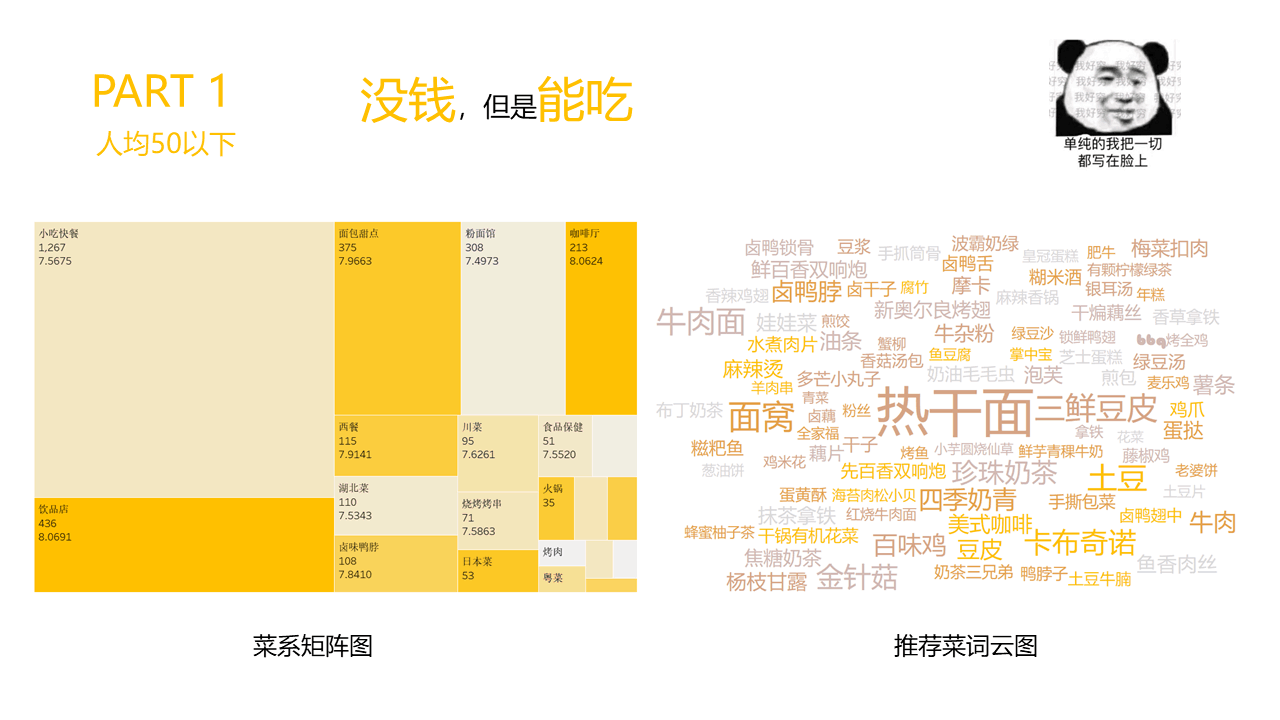 PART 1
人均50以下
没钱，但是能吃
我好穷 我好穷
单纯的我把一切
都写在脸上
小吃快餐
1,267
7.5675
面包甜点
375
7.9663
粉面馆
308
7.4973
咖啡厅
213
8.0624
西餐
115
7.9141
川菜
95
7.6261
食品保健
51
7.5520
湖北菜
110
7.5343
烧烤烤串
71
7.5863
火锅
35
饮品店
436
8.0691
卤味鸭脖
108
7.8410
日本菜
53
烤肉
粤菜
菜系矩阵图
卤鸭锁骨 豆浆 手抓筒骨 波霸奶绿 皇冠蛋糕 肥牛 梅菜扣肉
鲜百香双响炮 卤鸭舌 糊米酒 有颗柠檬绿茶
香辣鸡翅 卤鸭脖 卤干子 腐竹 摩卡 麻辣香锅 银耳汤 年糕
牛肉面 娃娃菜 煎饺 新奥尔良烤翅 干煸藕丝 香草拿铁
水煮肉片 油条 蟹柳 牛杂粉 绿豆沙 锁鲜鸭翅 bbq烤全鸡
麻辣烫 香菇汤包 鱼豆腐 掌中宝 芝士蛋糕 绿豆汤
羊肉串 多芒小丸子 奶油毛毛虫 泡芙 煎包 麦乐鸡 薯条
布丁奶茶 面窝 青菜 卤藕 粉丝 热干面 三鲜豆皮 鸡爪
糍粑鱼 全家福 干子 拿铁 花菜 蛋挞
葱油饼 鸡米花 藕片 烤鱼 小芋圆烧仙草 鲜芋青稞牛奶 藤椒鸡
先百香双响炮 珍珠奶茶 土豆 老婆饼
蛋黄酥 海苔肉松小贝 四季奶青 手撕包菜 土豆片
抹茶拿铁 红烧牛肉面 美式咖啡 卤鸭翅中 牛肉
蜂蜜柚子茶 干锅有机花菜 百味鸡 豆皮 卡布奇诺
焦糖奶茶 鱼香肉丝
杨枝甘露 金针菇 奶茶三兄弟 鸭脖子 土豆牛腩
推荐菜词云图